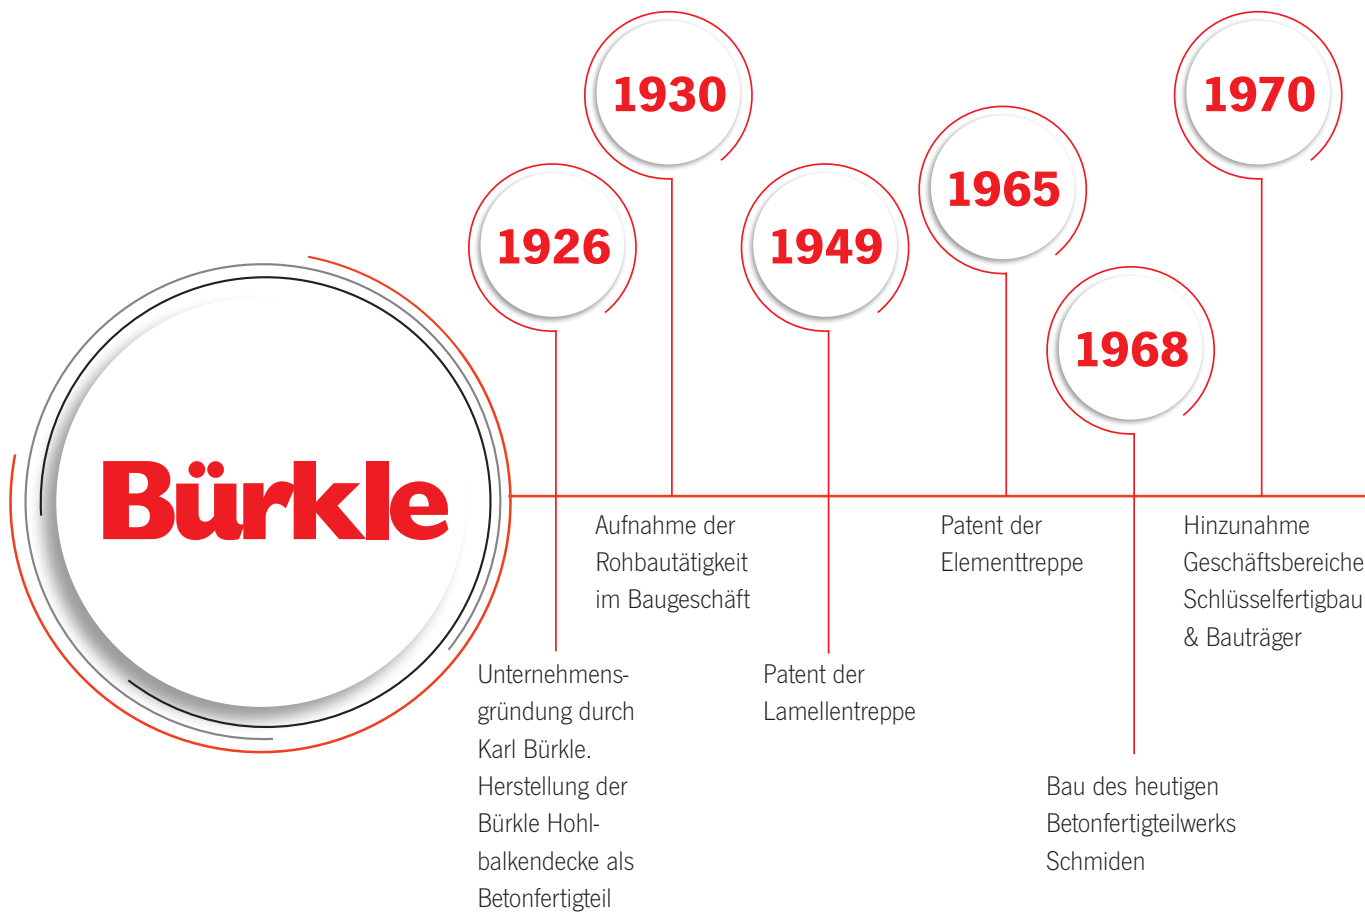 Bürkle
1926
Unternehmens-
gründung durch
Karl Bürkle.
Herstellung der
Bürkle Hohl-
balkendecke als
Betonfertigteil
1930
Aufnahme der
Rohbautätigkeit
im Baugeschäft
1949
Patent der
Lamellentreppe
1965
Patent der
Elementtreppe
1968
Bau des heutigen
Betonfertigteilwerks
Schmiden
1970
Hinzunahme
Geschäftsbereiche
Schlüsselfertigbau
& Bauträger